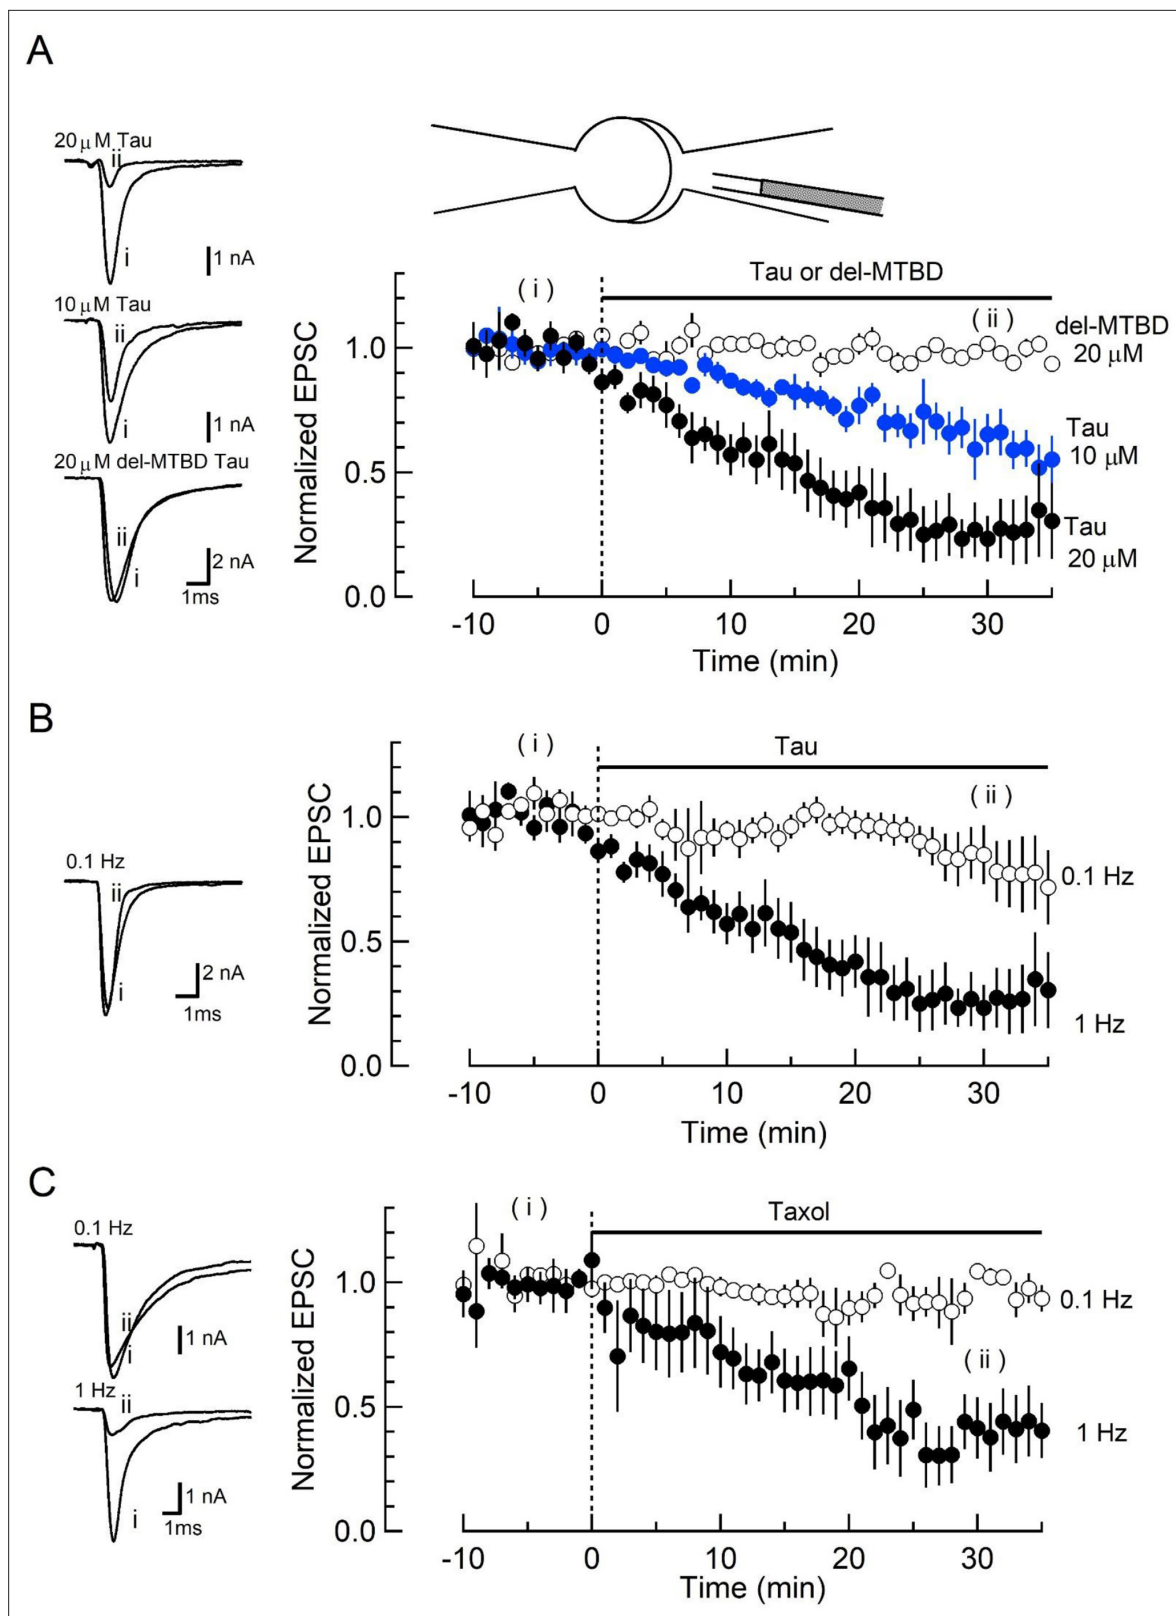 A
20 μM Tau
ii
i
1 nA
10 μM Tau
ii
i
1 nA
20 μM del-MTBD Tau
ii
i
2 nA
1ms
Tau or del-MTBD
( i )
( ii )
del-MTBD
20 μM
Tau
10 μM
Tau
20 μM
Normalized EPSC
1.0
0.5
0.0
-10 0 10 20 30
Time (min)
B
0.1 Hz
ii
i
2 nA
1ms
( i )
Tau
( ii )
0.1 Hz
1 Hz
Normalized EPSC
1.0
0.5
0.0
-10 0 10 20 30
Time (min)
C
0.1 Hz
ii
i
1 nA
1 Hz
ii
i
1 nA
1ms
( i )
Taxol
0.1 Hz
( ii )
1 Hz
Normalized EPSC
1.0
0.5
0.0
-10 0 10 20 30
Time (min)